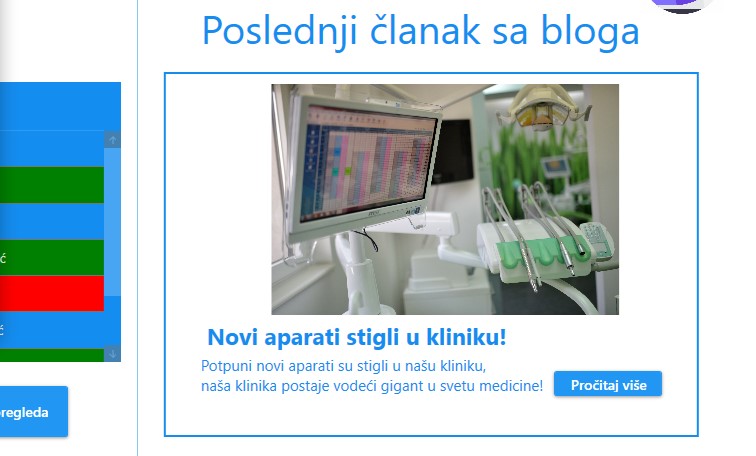 Poslednji članak sa bloga
Novi aparati stigli u kliniku!
Potpuni novi aparati su stigli u našu kliniku,
naša klinika postaje vodeći gigant u svetu medicine!
Pročitaj više
ć
ć
regleda